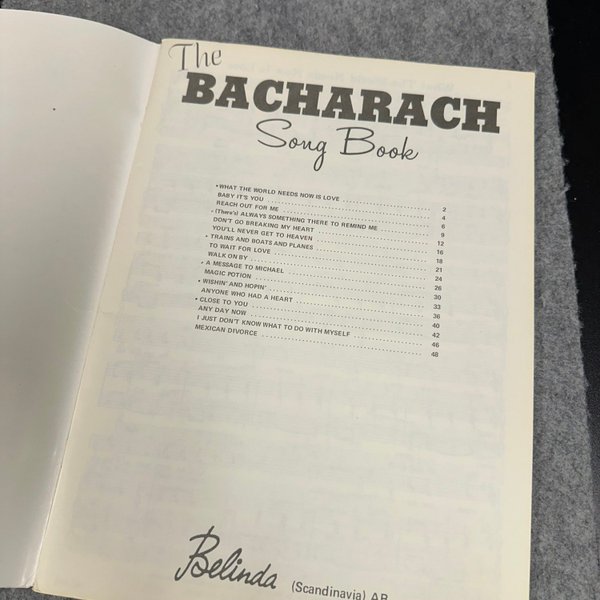 The
BACHARACH
Song Book
• WHAT THE WORLD NEEDS NOW IS LOVE 2
BABY IT'S YOU 4
REACH OUT FOR ME 6
• (There's) ALWAYS SOMETHING THERE TO REMIND ME 9
DON'T GO BREAKING MY HEART 12
YOU'LL NEVER GET TO HEAVEN 16
• TRAINS AND BOATS AND PLANES 18
TO WAIT FOR LOVE 21
WALK ON BY 24
• A MESSAGE TO MICHAEL 26
MAGIC POTION 30
• WISHIN' AND HOPIN' 33
ANYONE WHO HAD A HEART 36
• CLOSE TO YOU 40
ANY DAY NOW 42
I JUST DON'T KNOW WHAT TO DO WITH MYSELF 46
MEXICAN DIVORCE 48
Belinda (Scandinavia) AB